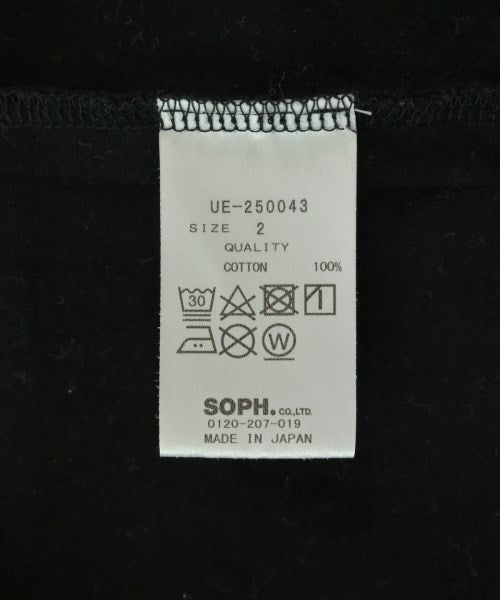 UE-250043
SIZE 2
QUALITY
COTTON 100%
30
W
SOPH. CO.,LTD.
0120-207-019
MADE IN JAPAN